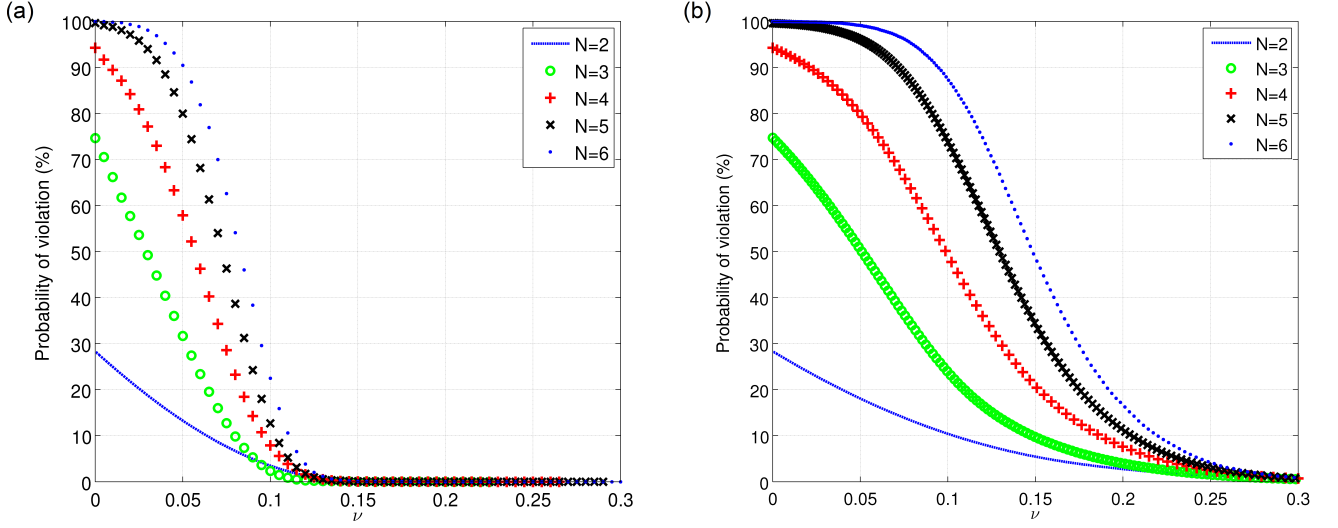 (a)
Probability of violation (%)
100
90
80
70
60
50
40
30
20
10
0
0
0.05
0.1
0.15
0.2
0.25
0.3
ν
N=2
N=3
N=4
N=5
N=6
(b)
Probability of violation (%)
100
90
80
70
60
50
40
30
20
10
0
0
0.05
0.1
0.15
0.2
0.25
0.3
ν
N=2
N=3
N=4
N=5
N=6